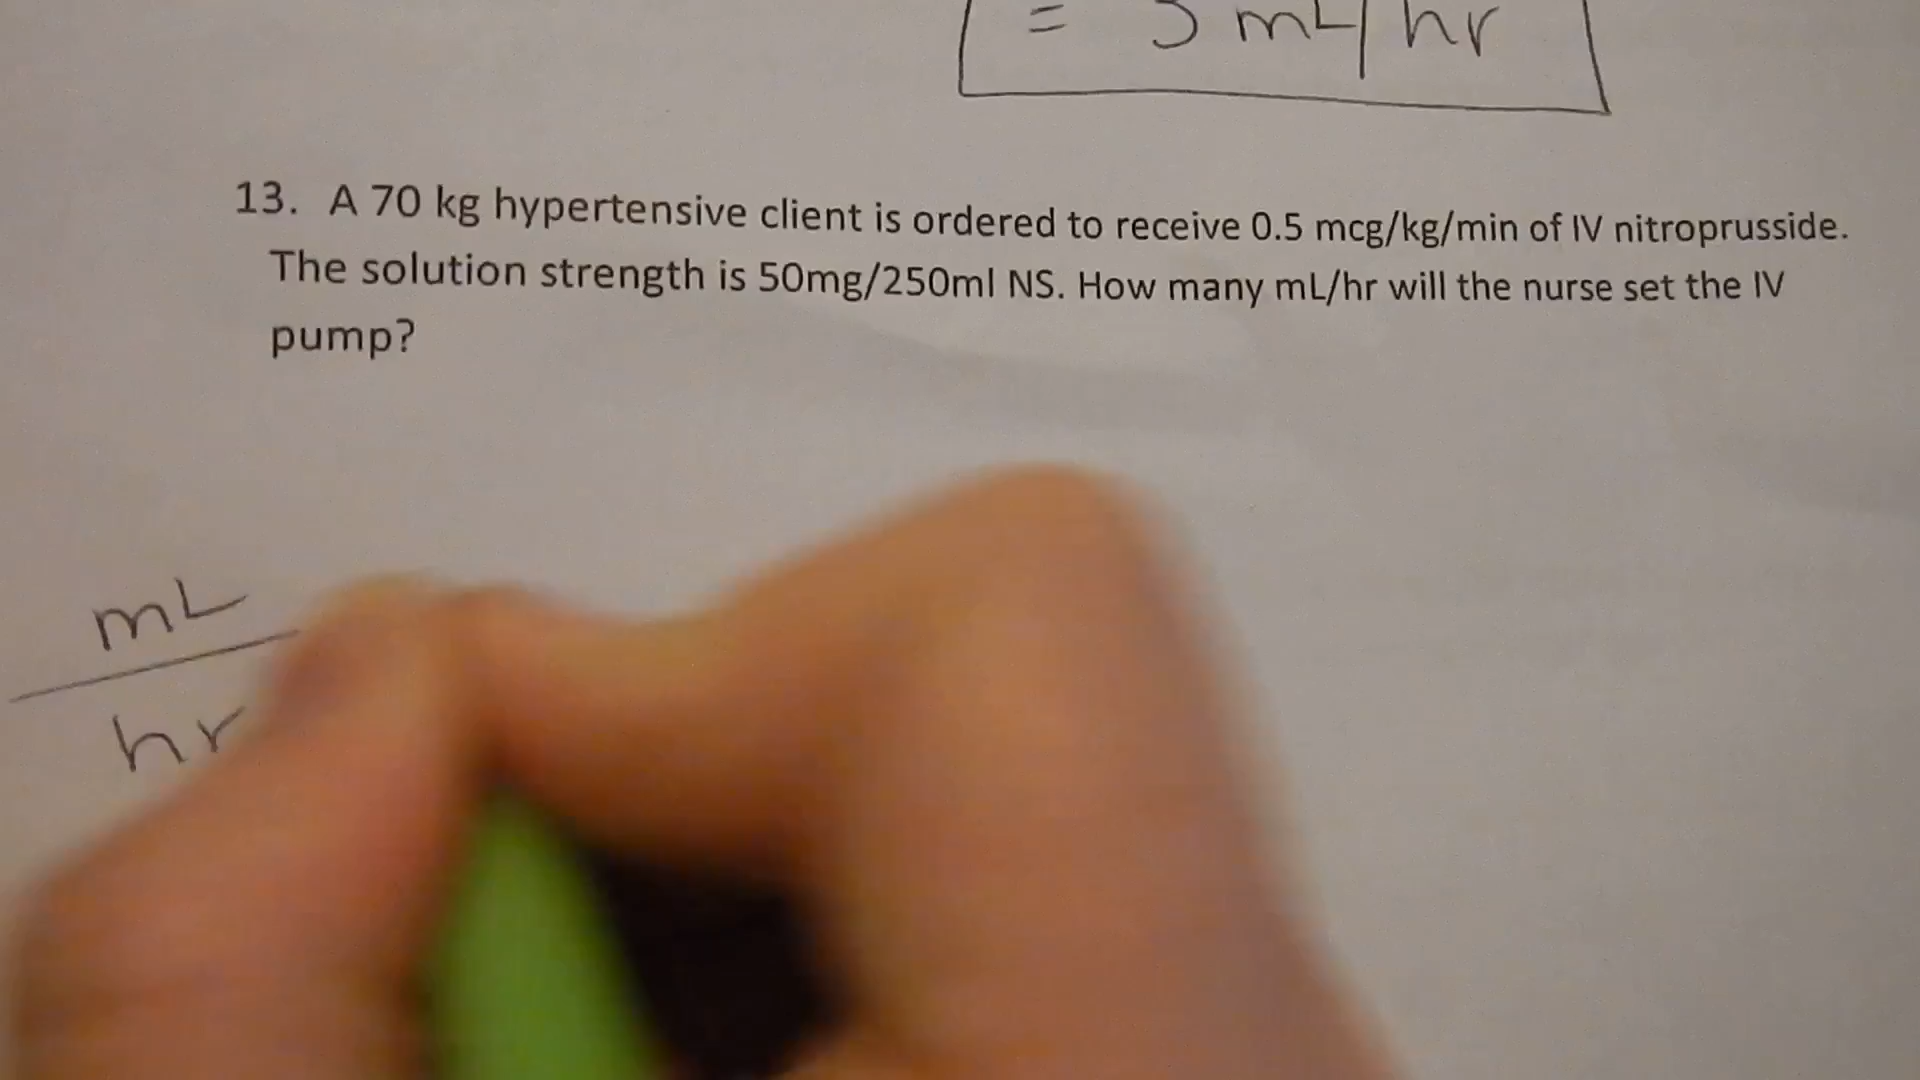 = 5 mL/hr
13. A 70 kg hypertensive client is ordered to receive 0.5 mcg/kg/min of IV nitroprusside.
The solution strength is 50mg/250ml NS. How many mL/hr will the nurse set the IV
pump?
mL
hr